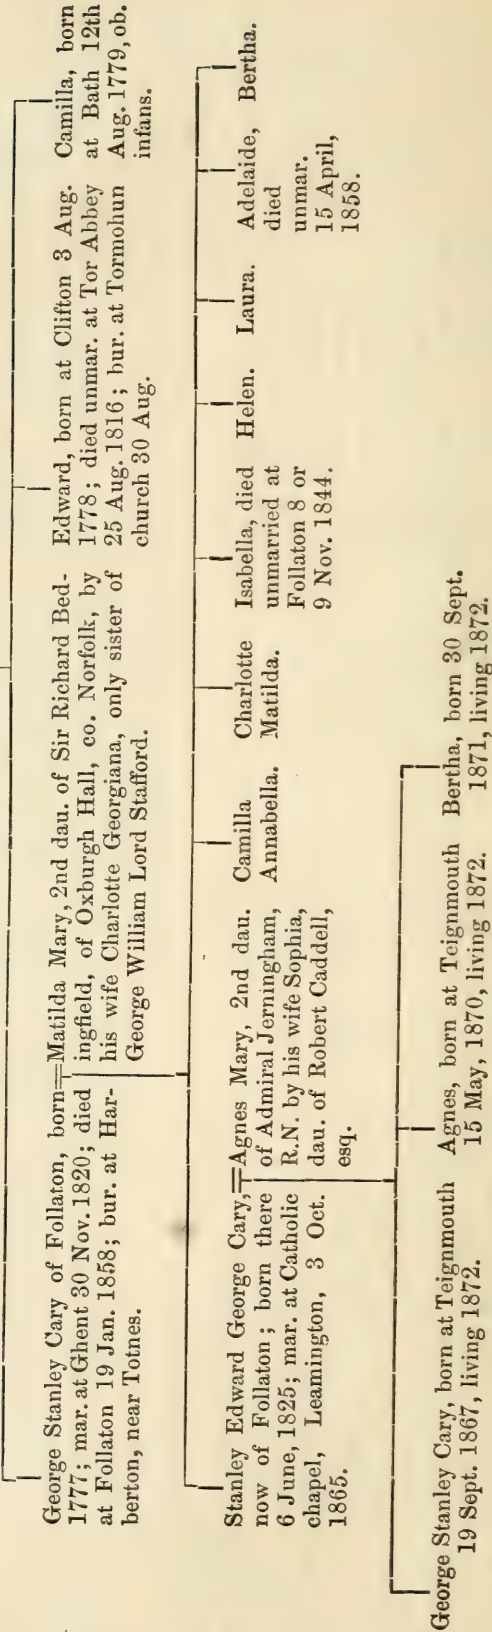 George Stanley Cary of Follaton, born
1777; mar. at Ghent 30 Nov. 1820; died
at Follaton 19 Jan. 1858; bur. at Har-
berton, near Totnes.
Matilda Mary, 2nd dau. of Sir Richard Bed-
ingfield, of Oxburgh Hall, co. Norfolk, by
his wife Charlotte Georgiana, only sister of
George William Lord Stafford.
Edward, born at Clifton 3 Aug.
1778; died unmar. at Tor Abbey
25 Aug. 1816; bur. at Tormohun
church 30 Aug.
Camilla, born
at Bath 12th
Aug. 1779, ob.
infans.
Stanley Edward George Cary,
now of Follaton; born there
6 June, 1825; mar. at Catholic
chapel, Leamington, 3 Oct.
1865.
Agnes Mary, 2nd dau.
of Admiral Jerningham,
R.N. by his wife Sophia,
dau. of Robert Caddell,
esq.
Camilla
Annabella.
Charlotte
Matilda.
Isabella, died
unmarried at
Follaton 8 or
9 Nov. 1844.
Helen.
Laura.
Adelaide,
died
unmar.
15 April,
1858.
Bertha.
George Stanley Cary, born at Teignmouth
19 Sept. 1867, living 1872.
Agnes, born at Teignmouth
15 May, 1870, living 1872.
Bertha, born 30 Sept.
1871, living 1872.